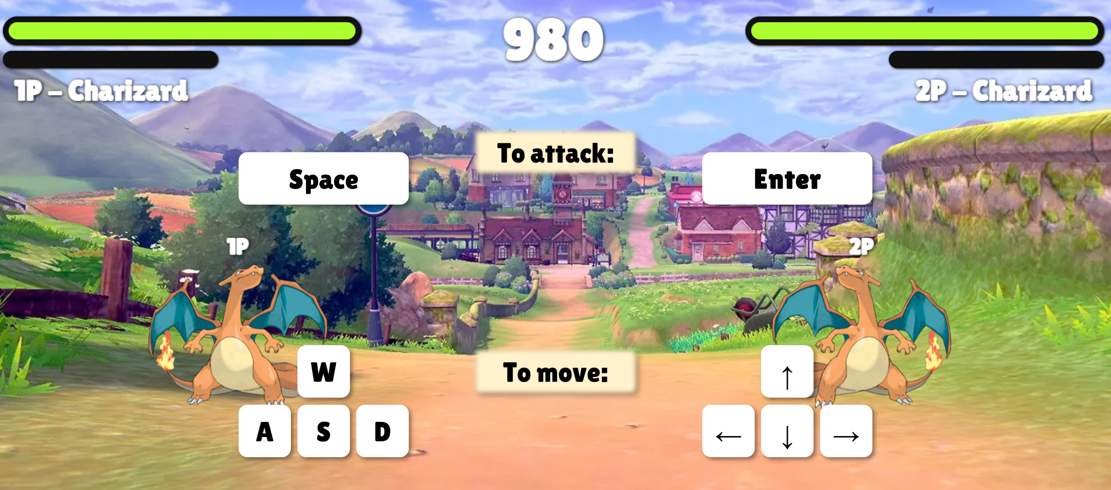 980
1P – Charizard
2P – Charizard
To attack:
Space
Enter
1P
2P
To move:
W
↑
A S D
← ↓ →